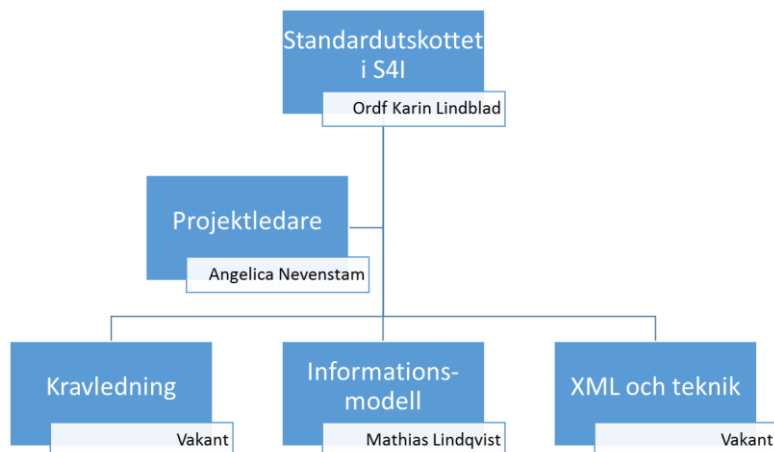 Standardutskottet
i S4I
Ordf Karin Lindblad
Projektledare
Angelica Nevenstam
Kravledning
Vakant
Informations-
modell
Mathias Lindqvist
XML och teknik
Vakant